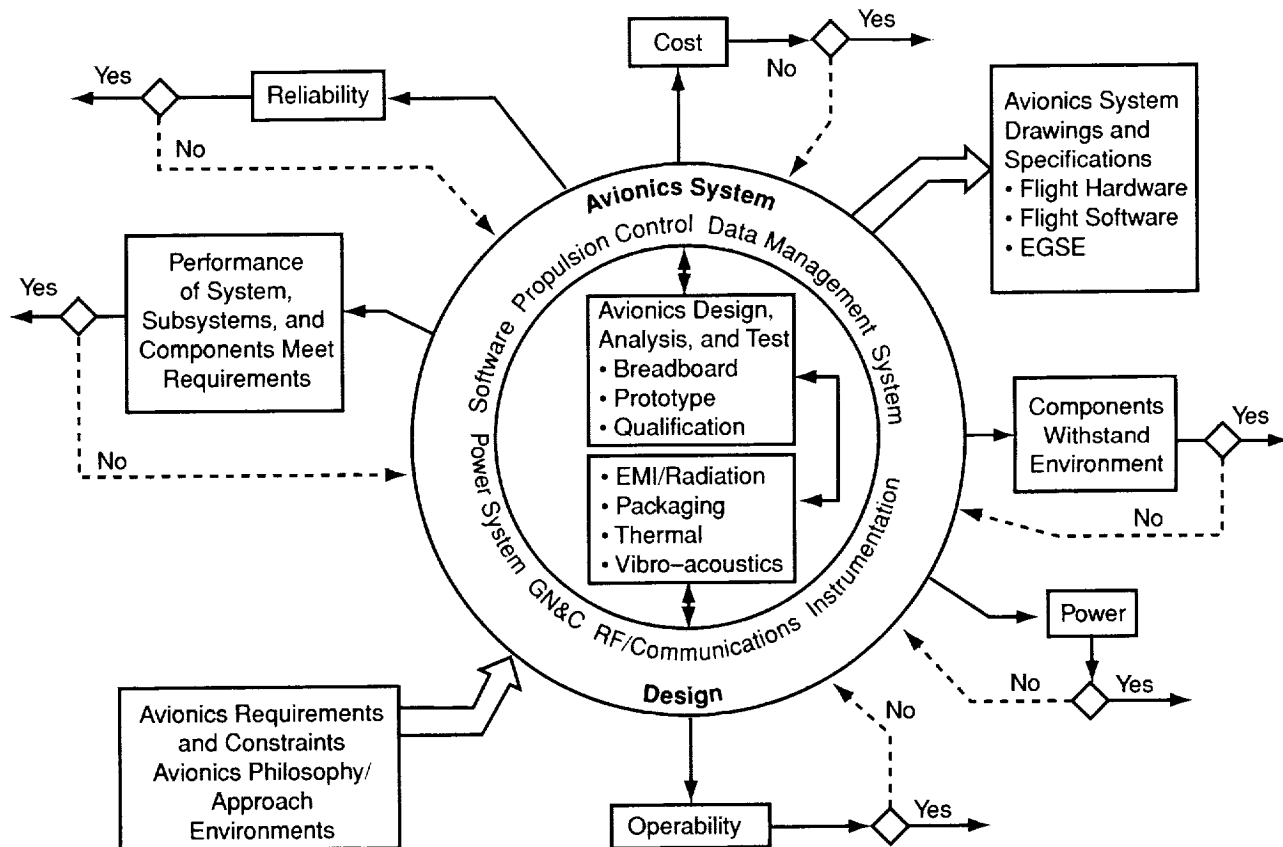 Cost
Yes
No
Yes
Reliability
No
Avionics System
Drawings and
Specifications
• Flight Hardware
• Flight Software
• EGSE
Avionics System
Software Propulsion Control Data Management System
Yes
Performance
of System,
Subsystems, and
Components Meet
Requirements
No
Avionics Design,
Analysis, and Test
• Breadboard
• Prototype
• Qualification
• EMI/Radiation
• Packaging
• Thermal
• Vibro–acoustics
Components
Withstand
Environment
Yes
No
Power System GN&C RF/Communications Instrumentation
Design
Power
No
Yes
Avionics Requirements
and Constraints
Avionics Philosophy/
Approach
Environments
No
Operability
Yes